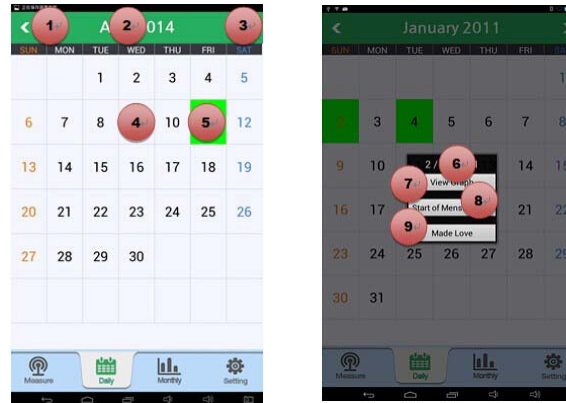 1 2 3
A 014
SUN MON TUE WED THU FRI SAT
1 2 3 4 5
6 7 8 4 10 5 12
13 14 15 16 17 18 19
20 21 22 23 24 25 26
27 28 29 30
Measure Daily Monthly Setting
January 2011
SUN MON TUE WED THU FRI
1
2 3 4 5 6 7 8
9 10 14
16 17 21
23 24 25 26 27 28 29
30 31
2 / 6
7 View Graph
Start of Mens 8
9 Made Love
Measure Daily Monthly Setting